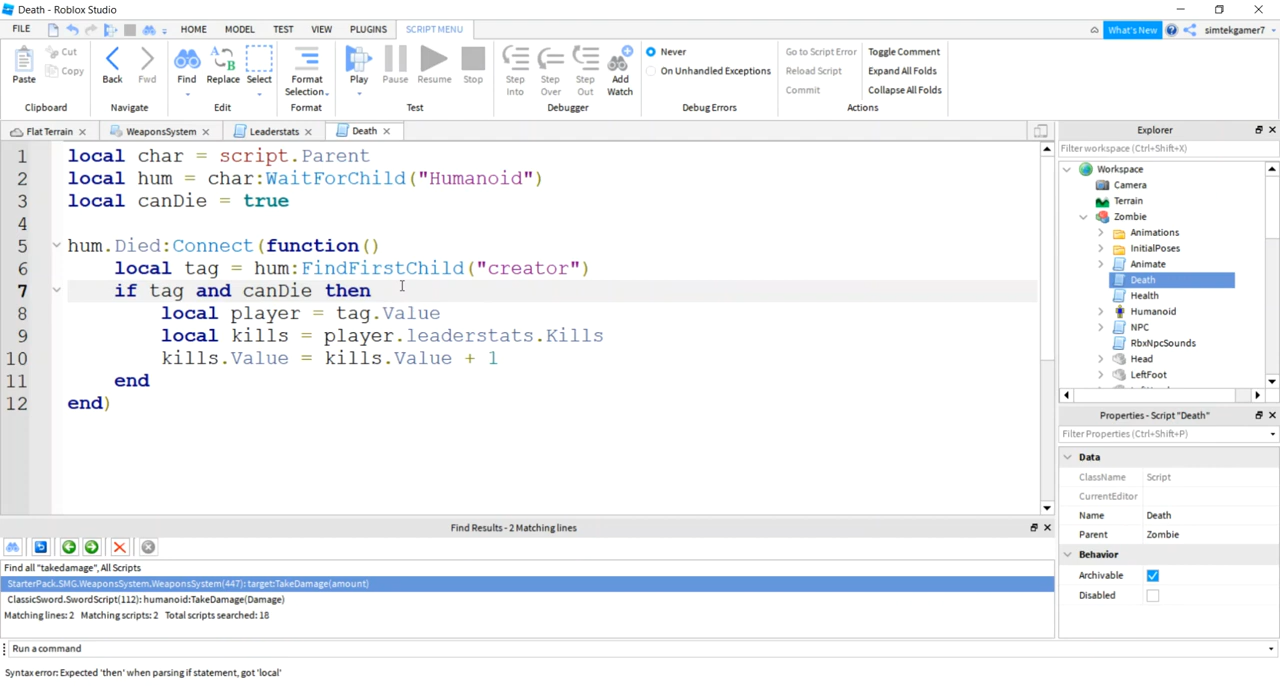 Death - Roblox Studio
FILE HOME MODEL TEST VIEW PLUGINS SCRIPT MENU What's New simtekgamer7
Paste Cut Copy Back Fwd Find Replace Select Format Selection Play Pause Resume Stop Step Into Step Over Step Out Add Watch Never On Unhandled Exceptions Go to Script Error Reload Script Commit Toggle Comment Expand All Folds Collapse All Folds
Clipboard Navigate Edit Format Test Debugger Debug Errors Actions
Flat Terrain WeaponsSystem Leaderstats Death
1 local char = script.Parent
2 local hum = char:WaitForChild("Humanoid")
3 local canDie = true
4
5 hum.Died:Connect(function()
6 local tag = hum:FindFirstChild("creator")
7 if tag and canDie then
8 local player = tag.Value
9 local kills = player.leaderstats.Kills
10 kills.Value = kills.Value + 1
11 end
12 end)
Explorer
Filter workspace (Ctrl+Shift+X)
Workspace
Camera
Terrain
Zombie
Animations
InitialPoses
Animate
Death
Health
Humanoid
NPC
RbxNpcSounds
Head
LeftFoot
Properties - Script "Death"
Filter Properties (Ctrl+Shift+P)
Data
ClassName Script
CurrentEditor
Name Death
Parent Zombie
Behavior
Archivable
Disabled
Find Results - 2 Matching lines
Find all "takedamage", All Scripts
StarterPack.SMG.WeaponsSystem.WeaponsSystem(447): target:TakeDamage(amount)
ClassicSword.SwordScript(112): humanoid:TakeDamage(Damage)
Matching lines: 2 Matching scripts: 2 Total scripts searched: 18
Run a command
Syntax error: Expected 'then' when parsing if statement, got 'local'